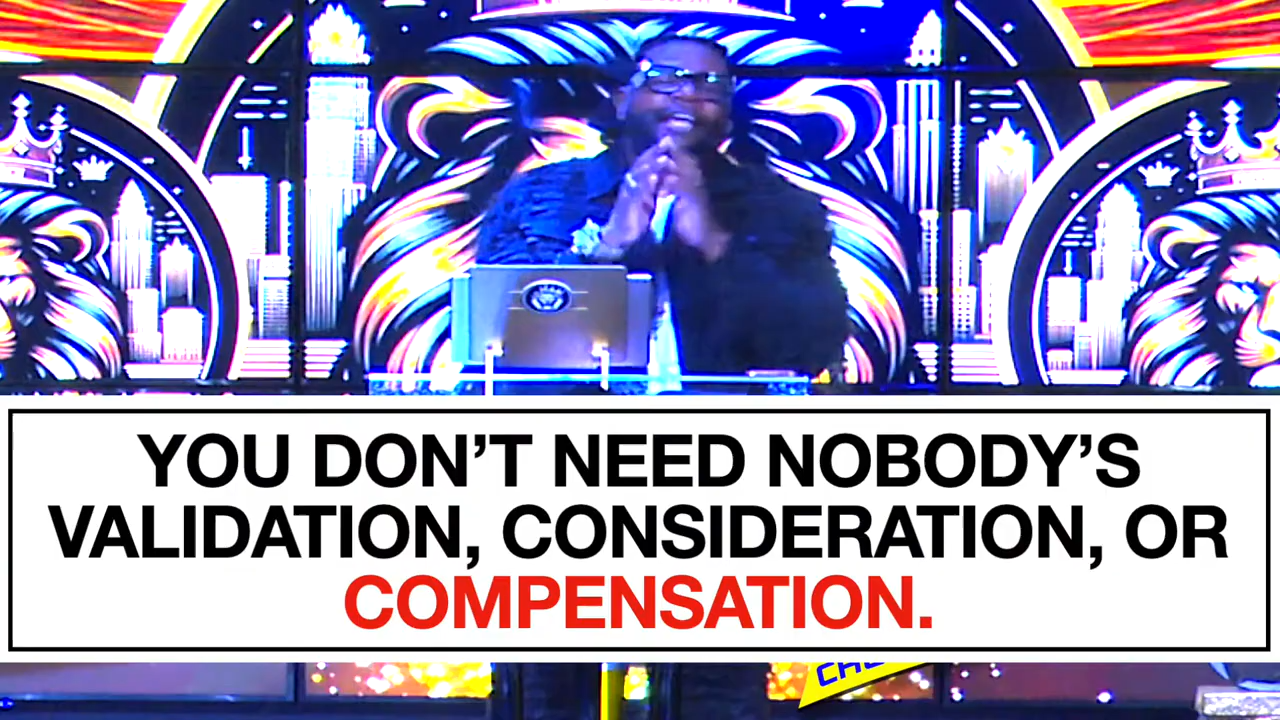 YOU DON’T NEED NOBODY’S
VALIDATION, CONSIDERATION, OR
COMPENSATION.